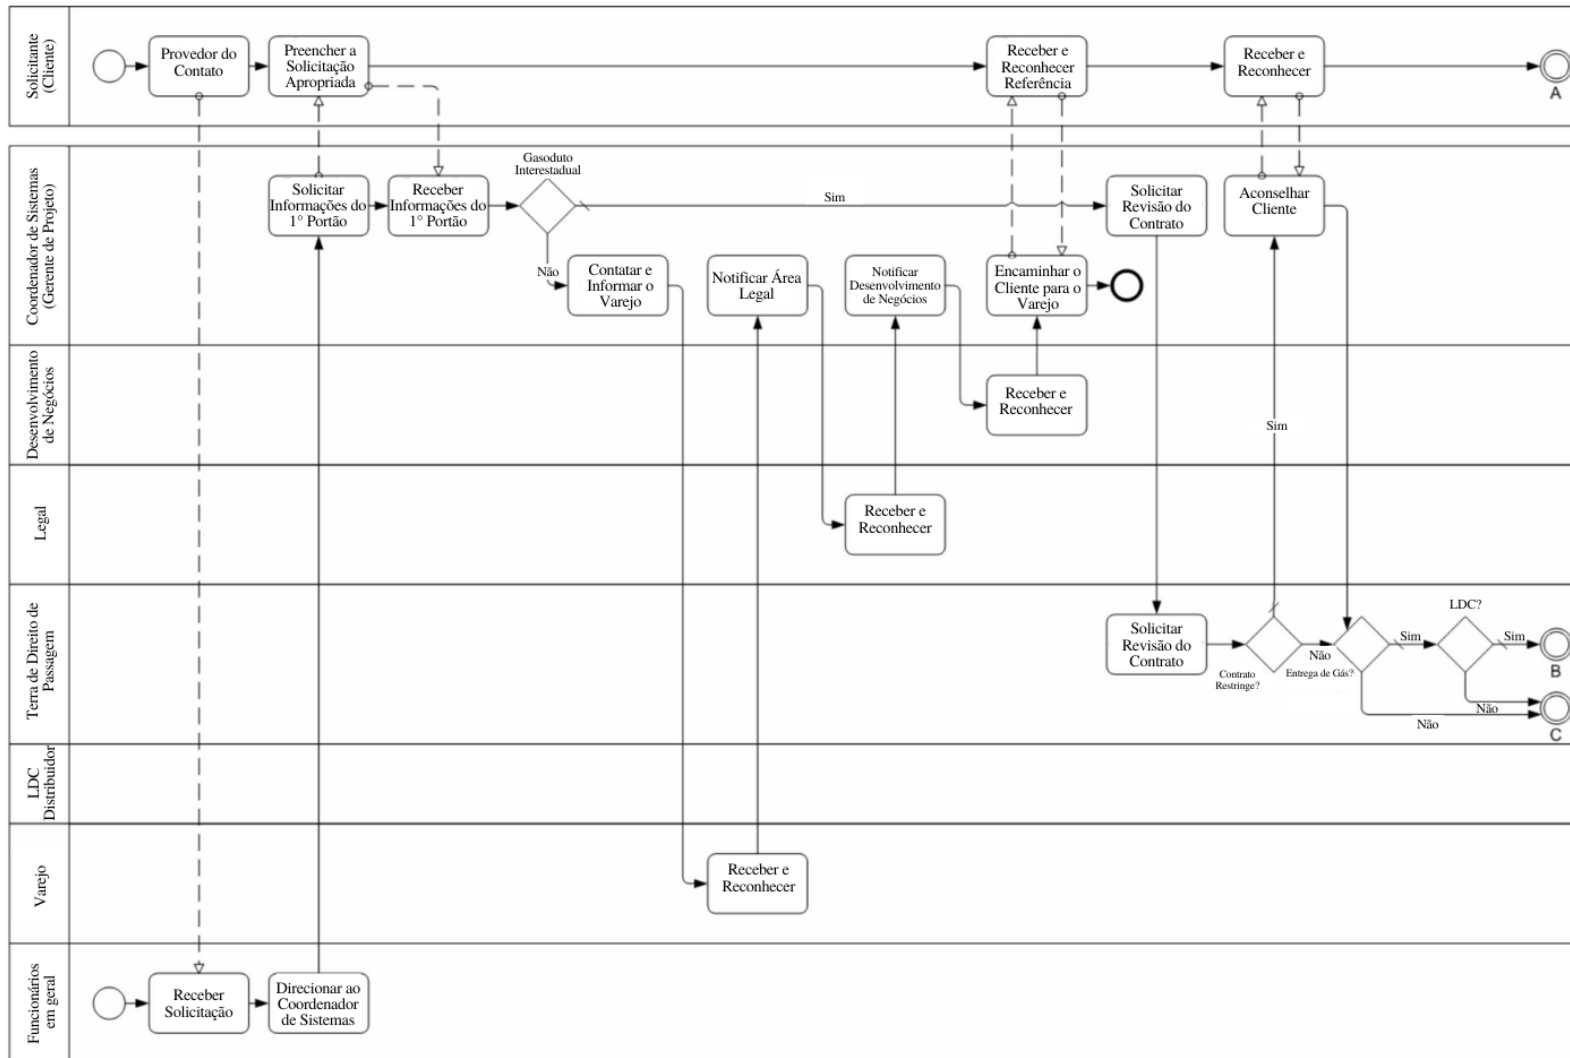 Solicitante
(Cliente)
Provedor do
Contato
Preencher a
Solicitação
Apropriada
Receber e
Reconhecer
Referência
Receber e
Reconhecer
A
Coordenador de Sistemas
(Gerente de Projeto)
Solicitar
Informações do
1° Portão
Receber
Informações do
1° Portão
Gasoduto
Interestadual
Sim
Não
Contatar e
Informar o
Varejo
Notificar Área
Legal
Notificar
Desenvolvimento
de Negócios
Encaminhar o
Cliente para o
Varejo
Solicitar
Revisão do
Contrato
Aconselhar
Cliente
Desenvolvimento
de Negócios
Receber e
Reconhecer
Sim
Legal
Receber e
Reconhecer
Terra de Direito de
Passagem
Solicitar
Revisão do
Contrato
Contrato
Restringe?
Não
Entrega de Gás?
Sim
LDC?
Sim
B
Não
Não
C
LDC
Distribuidor
Varejo
Receber e
Reconhecer
Funcionários
em geral
Receber
Solicitação
Direcionar ao
Coordenador
de Sistemas